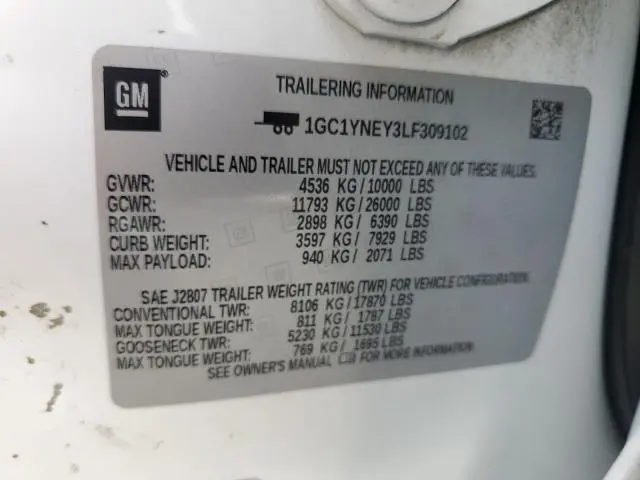 GM
TRAILERING INFORMATION
1GC1YNEY3LF309102
VEHICLE AND TRAILER MUST NOT EXCEED ANY OF THESE VALUES.
GVWR: 4536 KG / 10000 LBS
GCWR: 11793 KG / 26000 LBS
RGAWR: 2898 KG / 6390 LBS
CURB WEIGHT: 3597 KG / 7929 LBS
MAX PAYLOAD: 940 KG / 2071 LBS
SAE J2807 TRAILER WEIGHT RATING (TWR) FOR VEHICLE CONFIGURATION.
CONVENTIONAL TWR: 8106 KG / 17870 LBS
MAX TONGUE WEIGHT: 811 KG / 1787 LBS
GOOSENECK TWR: 5230 KG / 11530 LBS
MAX TONGUE WEIGHT: 769 KG / 1695 LBS
SEE OWNER'S MANUAL FOR MORE INFORMATION